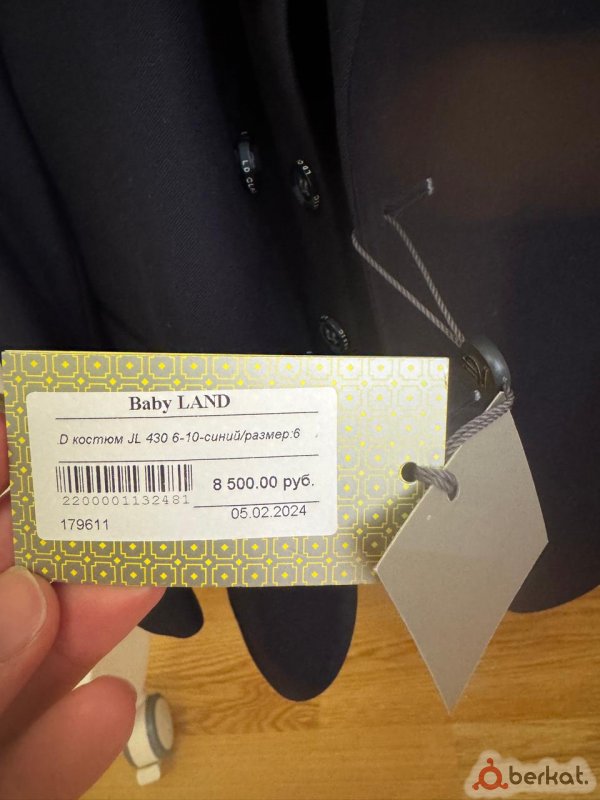 Baby LAND
D костюм JL 430 6-10-синий/размер:6
2200001132481
8 500.00 руб.
179611
05.02.2024
berkat.